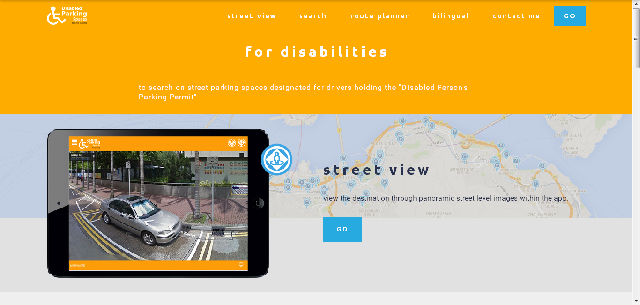 Disabled
Parking
street view
search
route planner
bilingual
contact me
GO
for disabilities
to search on street parking spaces designated for drivers holding the "Disabled Person's
Parking Permit"
street view
view the destination through panoramic street level images within the app.
GO